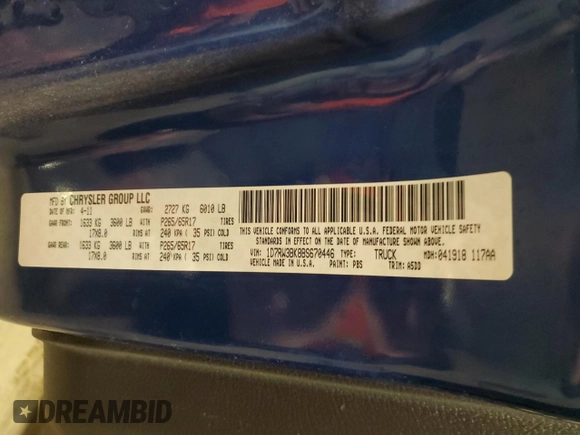 MFD BY CHRYSLER GROUP LLC
DATE OF MFR: 4-11 GVWR: 2727 KG 6010 LB
GAWR FRONT: 1633 KG 3600 LB WITH P265/65R17 TIRES
17X8.0 RIMS AT 240 KPA ( 35 PSI) COLD
GAWR REAR: 1633 KG 3600 LB WITH P265/65R17 TIRES
17X8.0 RIMS AT 240 KPA ( 35 PSI) COLD
THIS VEHICLE CONFORMS TO ALL APPLICABLE U.S.A. FEDERAL MOTOR VEHICLE SAFETY
STANDARDS IN EFFECT ON THE DATE OF MANUFACTURE SHOWN ABOVE.
VIN: 1D7RW3BK8BS670446 TYPE: TRUCK MDH: 041918 117AA
VEHICLE MADE IN U.S.A. PAINT: PBS TRIM: A5DD
DREAMBID